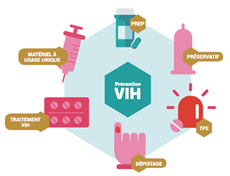 PREP
MATÉRIEL À
USAGE UNIQUE
PRÉSERVATIF
Prévention
VIH
TRAITEMENT
VIH
TPE
DÉPISTAGE